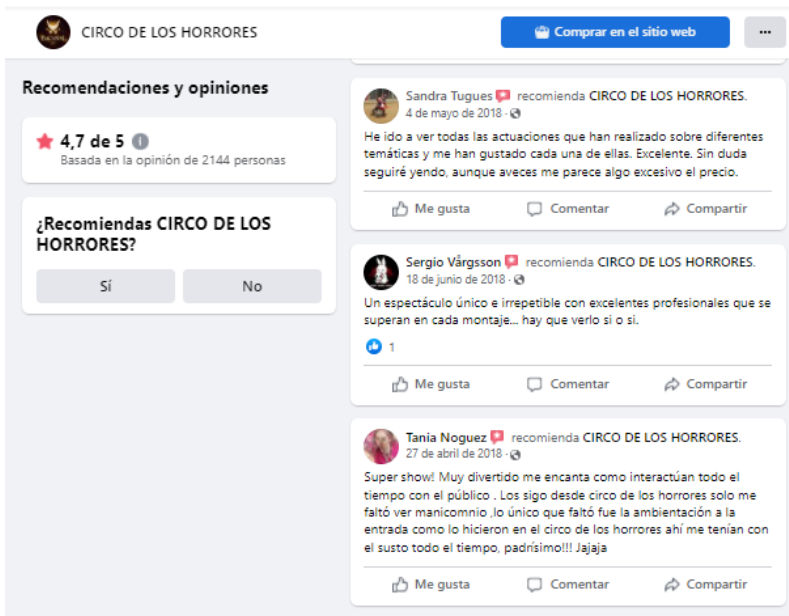 CIRCO DE LOS HORRORES
Comprar en el sitio web
Recomendaciones y opiniones
4,7 de 5
Basada en la opinión de 2144 personas
¿Recomiendas CIRCO DE LOS
HORRORES?
Sí
No
Sandra Tugues recomienda CIRCO DE LOS HORRORES.
4 de mayo de 2018 ·
He ido a ver todas las actuaciones que han realizado sobre diferentes
temáticas y me han gustado cada una de ellas. Excelente. Sin duda
seguiré yendo, aunque aveces me parece algo excesivo el precio.
Me gusta Comentar Compartir
Sergio Vårgsson recomienda CIRCO DE LOS HORRORES.
18 de junio de 2018 ·
Un espectáculo único e irrepetible con excelentes profesionales que se
superan en cada montaje... hay que verlo si o si.
1
Me gusta Comentar Compartir
Tania Noguez recomienda CIRCO DE LOS HORRORES.
27 de abril de 2018 ·
Super show! Muy divertido me encanta como interactúan todo el
tiempo con el público . Los sigo desde circo de los horrores solo me
faltó ver manicomnio ,lo único que faltó fue la ambientación a la
entrada como lo hicieron en el circo de los horrores ahí me tenían con
el susto todo el tiempo, padrísimo!!! Jajaja
Me gusta Comentar Compartir